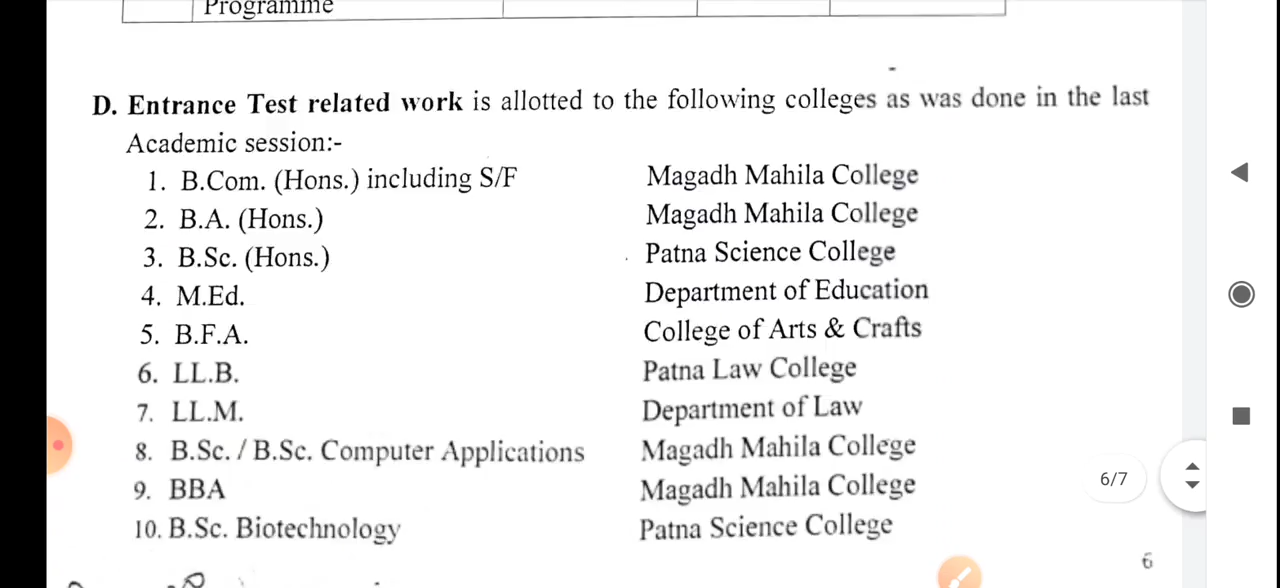 Programme
D. Entrance Test related work is allotted to the following colleges as was done in the last
Academic session:-
1. B.Com. (Hons.) including S/F Magadh Mahila College
2. B.A. (Hons.) Magadh Mahila College
3. B.Sc. (Hons.) Patna Science College
4. M.Ed. Department of Education
5. B.F.A. College of Arts & Crafts
6. LL.B. Patna Law College
7. LL.M. Department of Law
8. B.Sc. / B.Sc. Computer Applications Magadh Mahila College
9. BBA Magadh Mahila College
10. B.Sc. Biotechnology Patna Science College
6/7
6